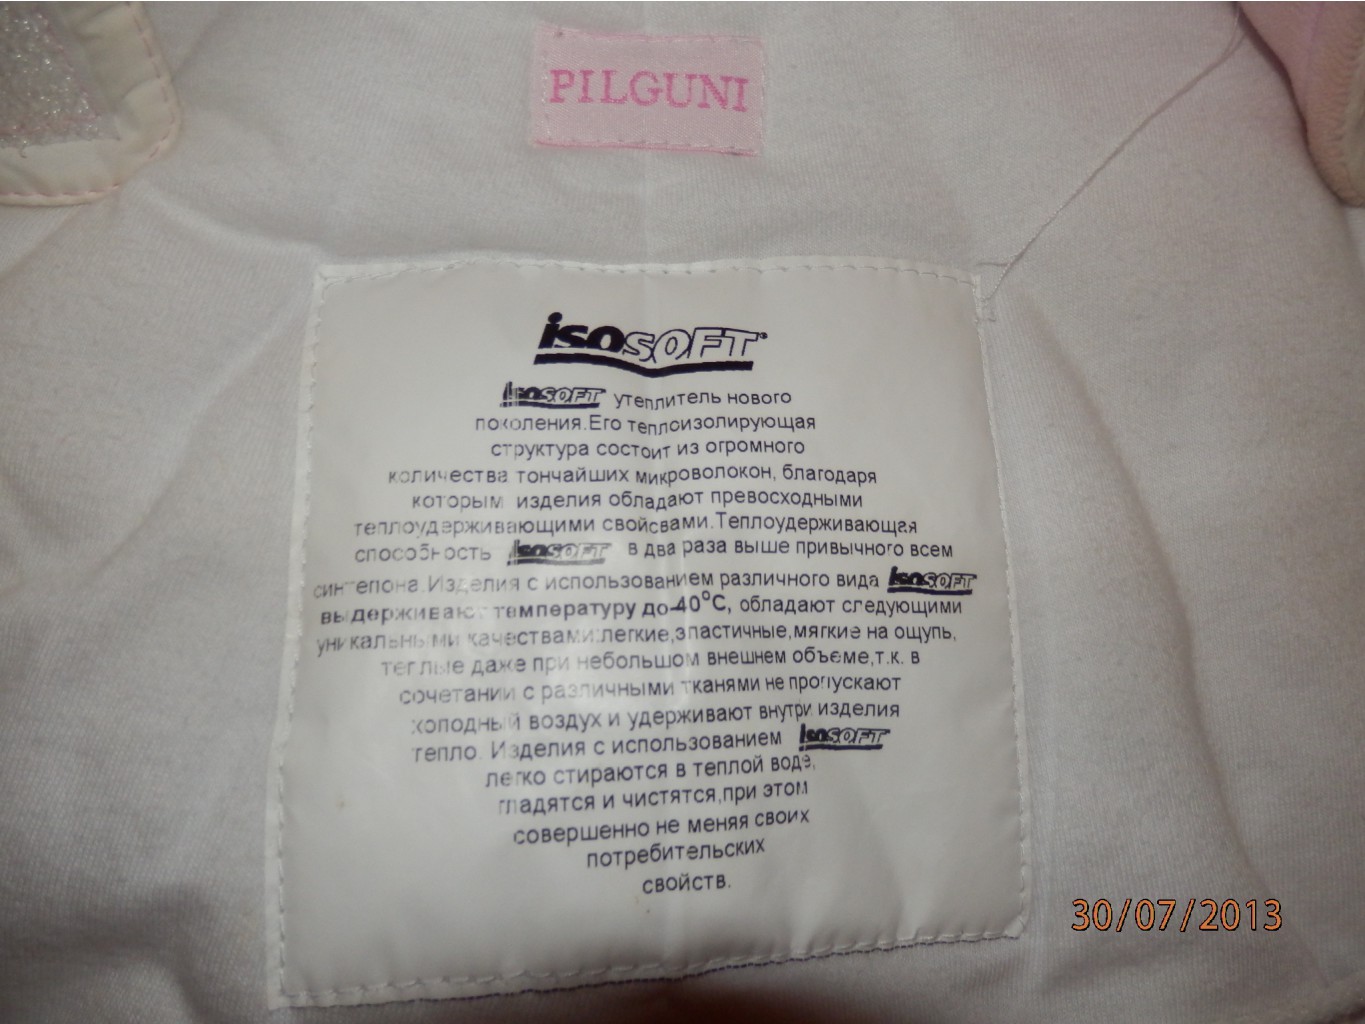 PILGUNI
isoSOFT
isoSOFT утеплитель нового
поколения.Его теплоизолирующая
структура состоит из огромного
количества тончайших микроволокон, благодаря
которым изделия обладают превосходными
теплоудерживающими свойсвами.Теплоудерживающая
способность isoSOFT в два раза выше привычного всем
синтепона.Изделия с использованием различного вида isoSOFT
выдерживают температуру до-40°С, обладают следующими
уникальными качествами:легкие,эластичные,мягкие на ощупь,
теплые даже при небольшом внешнем объеме,т.к. в
сочетании с различными тканями не пропускают
холодный воздух и удерживают внутри изделия
тепло. Изделия с использованием isoSOFT
легко стираются в теплой воде,
гладятся и чистятся,при этом
совершенно не меняя своих
потребительских
свойств.
30/07/2013